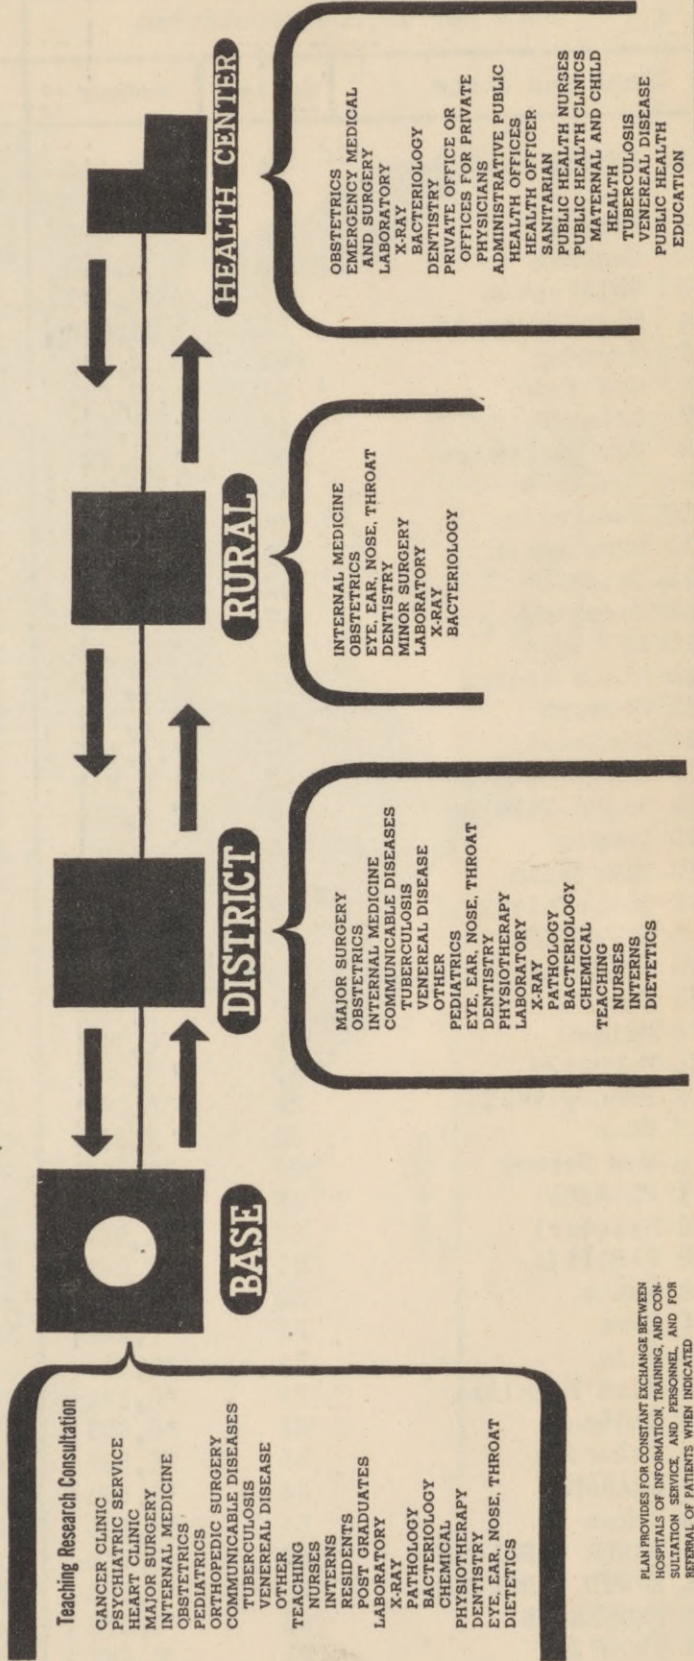 Teaching Research Consultation
CANCER CLINIC
PSYCHIATRIC SERVICE
HEART CLINIC
MAJOR SURGERY
INTERNAL MEDICINE
OBSTETRICS
PEDIATRICS
ORTHOPEDIC SURGERY
COMMUNICABLE DISEASES
TUBERCULOSIS
VENEREAL DISEASE
OTHER
TEACHING
NURSES
INTERNS
RESIDENTS
POST GRADUATES
LABORATORY
X-RAY
PATHOLOGY
BACTERIOLOGY
CHEMICAL
PHYSIOTHERAPY
DENTISTRY
EYE, EAR, NOSE, THROAT
DIETETICS
BASE
DISTRICT
MAJOR SURGERY
OBSTETRICS
INTERNAL MEDICINE
COMMUNICABLE DISEASES
TUBERCULOSIS
VENEREAL DISEASE
OTHER
PEDIATRICS
EYE, EAR, NOSE, THROAT
DENTISTRY
PHYSIOTHERAPY
LABORATORY
X-RAY
PATHOLOGY
BACTERIOLOGY
CHEMICAL
TEACHING
NURSES
INTERNS
DIETETICS
RURAL
INTERNAL MEDICINE
OBSTETRICS
EYE, EAR, NOSE, THROAT
DENTISTRY
MINOR SURGERY
LABORATORY
X-RAY
BACTERIOLOGY
HEALTH CENTER
OBSTETRICS
EMERGENCY MEDICAL
AND SURGERY
LABORATORY
X-RAY
BACTERIOLOGY
DENTISTRY
PRIVATE OFFICE OR
OFFICES FOR PRIVATE
PHYSICIANS
ADMINISTRATIVE PUBLIC
HEALTH OFFICES
HEALTH OFFICER
SANITARIAN
PUBLIC HEALTH NURSES
PUBLIC HEALTH CLINICS
MATERNAL AND CHILD
HEALTH
TUBERCULOSIS
VENEREAL DISEASE
PUBLIC HEALTH
EDUCATION
PLAN PROVIDES FOR CONSTANT EXCHANGE BETWEEN
HOSPITALS OF INFORMATION, TRAINING, AND CON-
SULTATION SERVICE, AND PERSONNEL, AND FOR
REFERRAL OF PATIENTS WHEN INDICATED